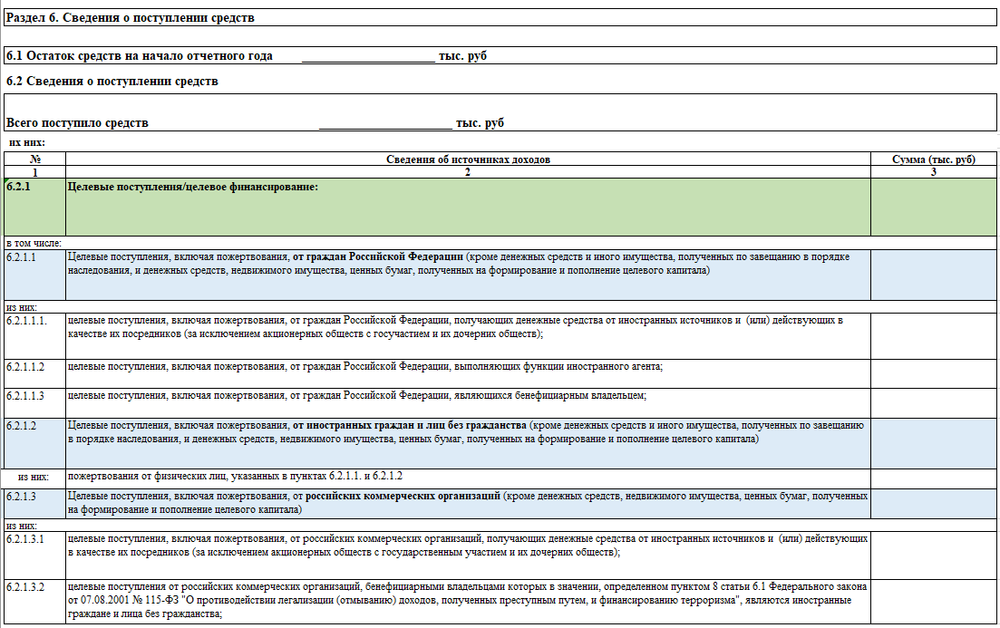 Раздел 6. Сведения о поступлении средств
6.1 Остаток средств на начало отчетного года ______________________ тыс. руб
6.2 Сведения о поступлении средств
Всего поступило средств ______________________ тыс. руб
их них:
№ Сведения об источниках доходов Сумма (тыс. руб)
1 2 3
6.2.1 Целевые поступления/целевое финансирование:
в том числе:
6.2.1.1 Целевые поступления, включая пожертвования, от граждан Российской Федерации (кроме денежных средств и иного имущества, полученных по завещанию в порядке
наследования, и денежных средств, недвижимого имущества, ценных бумаг, полученных на формирование и пополнение целевого капитала)
из них:
6.2.1.1.1. целевые поступления, включая пожертвования, от граждан Российской Федерации, получающих денежные средства от иностранных источников и (или) действующих в
качестве их посредников (за исключением акционерных обществ с госучастием и их дочерних обществ);
6.2.1.1.2 целевые поступления, включая пожертвования, от граждан Российской Федерации, выполняющих функции иностранного агента;
6.2.1.1.3 целевые поступления, включая пожертвования, от граждан Российской Федерации, являющихся бенефициарным владельцем;
6.2.1.2 Целевые поступления, включая пожертвования, от иностранных граждан и лиц без гражданства (кроме денежных средств и иного имущества, полученных по завещанию
в порядке наследования, и денежных средств, недвижимого имущества, ценных бумаг, полученных на формирование и пополнение целевого капитала)
из них: пожертвования от физических лиц, указанных в пунктах 6.2.1.1. и 6.2.1.2
6.2.1.3 Целевые поступления, включая пожертвования, от российских коммерческих организаций (кроме денежных средств, недвижимого имущества, ценных бумаг, полученных
на формирование и пополнение целевого капитала)
из них:
6.2.1.3.1 целевые поступления, включая пожертвования, от российских коммерческих организаций, получающих денежные средства от иностранных источников и (или) действующих
в качестве их посредников (за исключением акционерных обществ с государственным участием и их дочерних обществ);
6.2.1.3.2 целевые поступления от российских коммерческих организаций, бенефициарными владельцами которых в значении, определенном пунктом 8 статьи 6.1 Федерального закона
от 07.08.2001 № 115-ФЗ "О противодействии легализации (отмыванию) доходов, полученных преступным путем, и финансированию терроризма", являются иностранные
граждане и лица без гражданства;